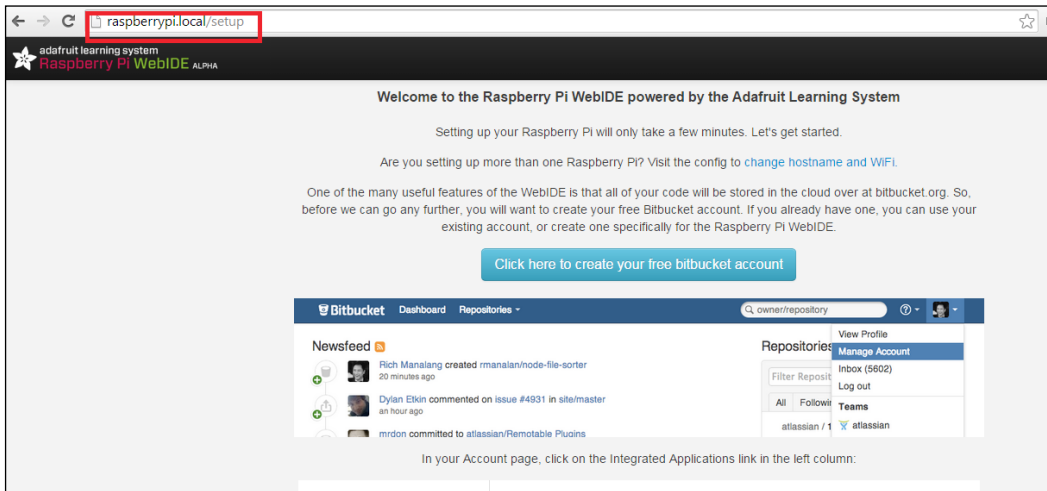 raspberrypi.local/setup
adafruit learning system
Raspberry Pi WebIDE ALPHA
Welcome to the Raspberry Pi WebIDE powered by the Adafruit Learning System
Setting up your Raspberry Pi will only take a few minutes. Let's get started.
Are you setting up more than one Raspberry Pi? Visit the config to change hostname and WiFi.
One of the many useful features of the WebIDE is that all of your code will be stored in the cloud over at bitbucket.org. So,
before we can go any further, you will want to create your free Bitbucket account. If you already have one, you can use your
existing account, or create one specifically for the Raspberry Pi WebIDE.
Click here to create your free bitbucket account
Bitbucket Dashboard Repositories owner/repository
Newsfeed
Rich Manalang created rmanalan/node-file-sorter
20 minutes ago
Dylan Etkin commented on issue #4931 in site/master
an hour ago
mrdon committed to atlassian/Remotable Plugins
Repositories
Filter Reposit
All Followin
atlassian / 1
View Profile
Manage Account
Inbox (5602)
Log out
Teams
atlassian
In your Account page, click on the Integrated Applications link in the left column: